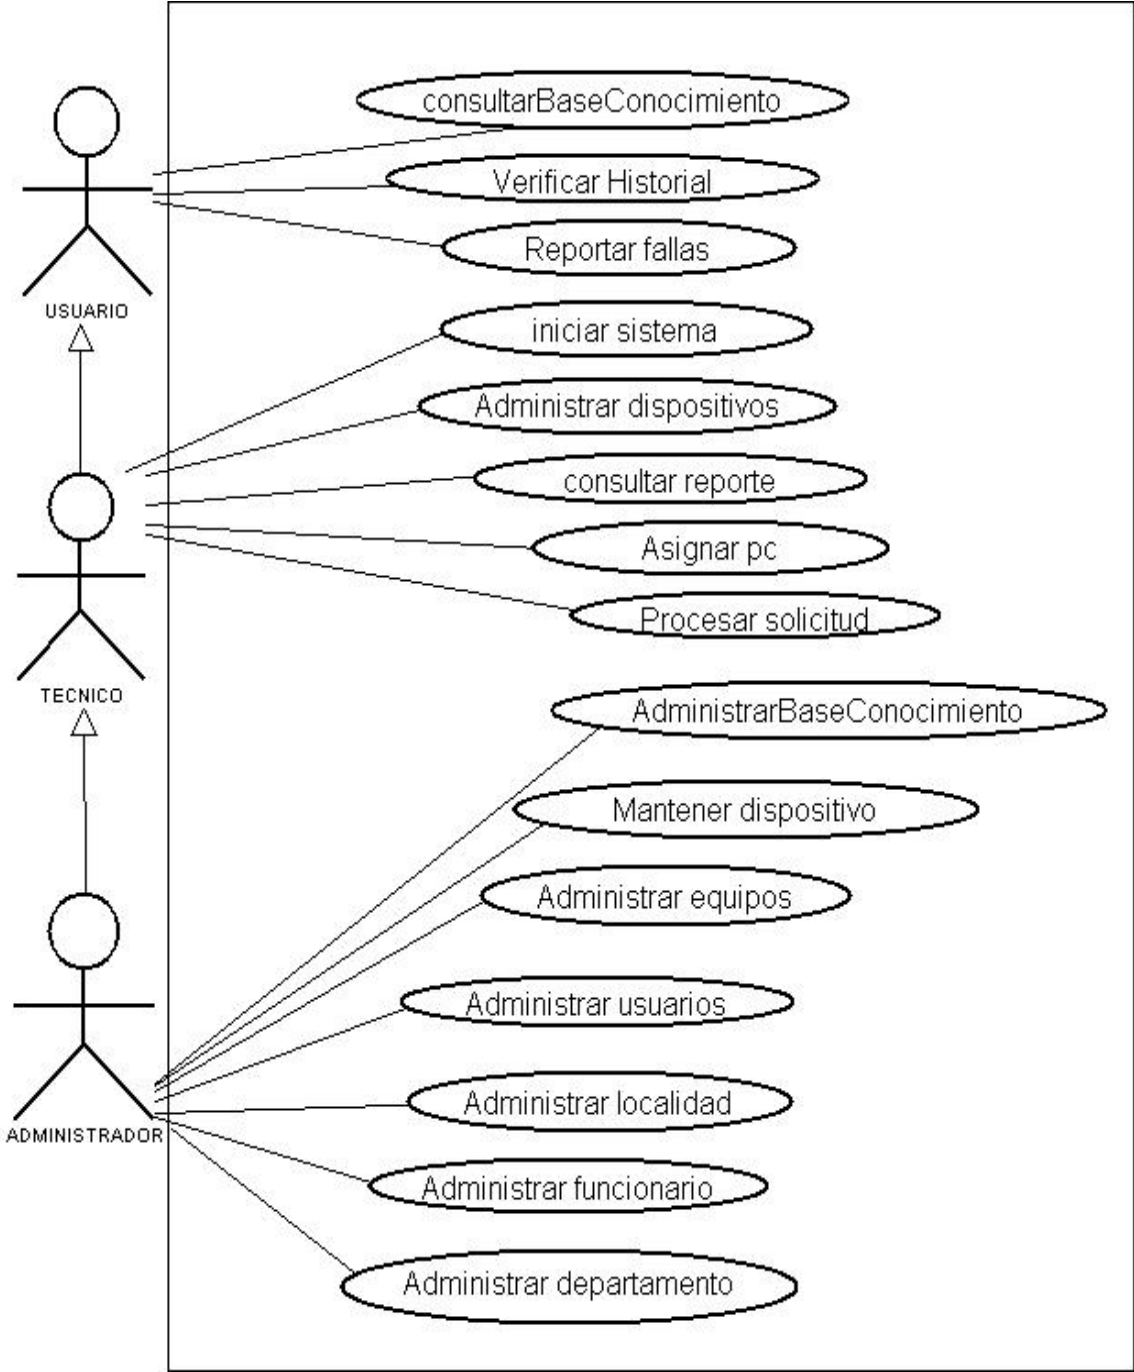 consultarBaseConocimiento
Verificar Historial
Reportar fallas
USUARIO
iniciar sistema
Administrar dispositivos
consultar reporte
Asignar pc
Procesar solicitud
TECNICO
AdministrarBaseConocimiento
Mantener dispositivo
Administrar equipos
Administrar usuarios
Administrar localidad
ADMINISTRADOR
Administrar funcionario
Administrar departamento